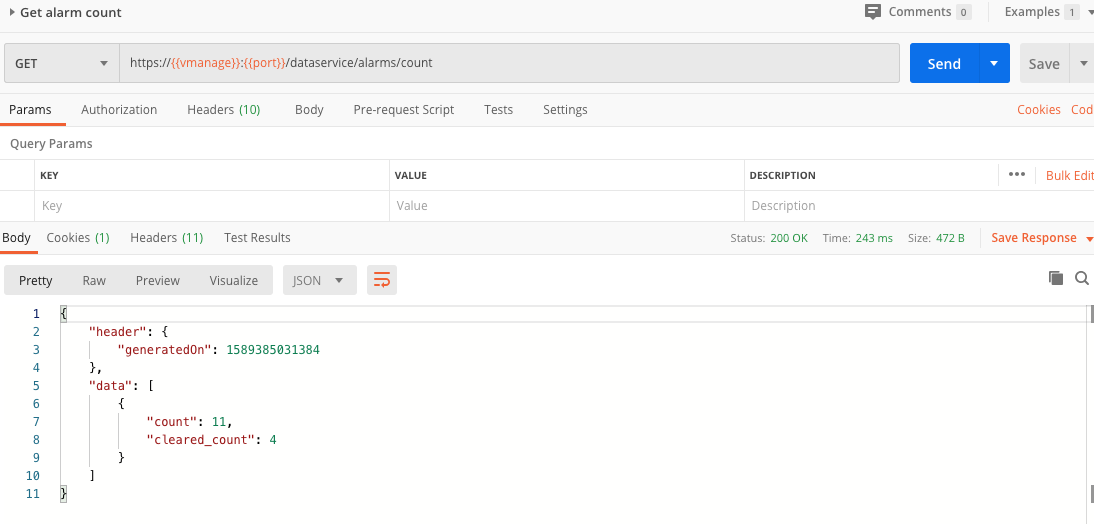 Get alarm count Comments 0 Examples 1
GET https://{{vmanage}}:{{port}}/dataservice/alarms/count Send Save
Params Authorization Headers (10) Body Pre-request Script Tests Settings Cookies Cod
Query Params
KEY VALUE DESCRIPTION ••• Bulk Edit
Key Value Description
Body Cookies (1) Headers (11) Test Results Status: 200 OK Time: 243 ms Size: 472 B Save Response
Pretty Raw Preview Visualize JSON
1 {
2 "header": {
3 "generatedOn": 1589385031384
4 },
5 "data": [
6 {
7 "count": 11,
8 "cleared_count": 4
9 }
10 ]
11 }